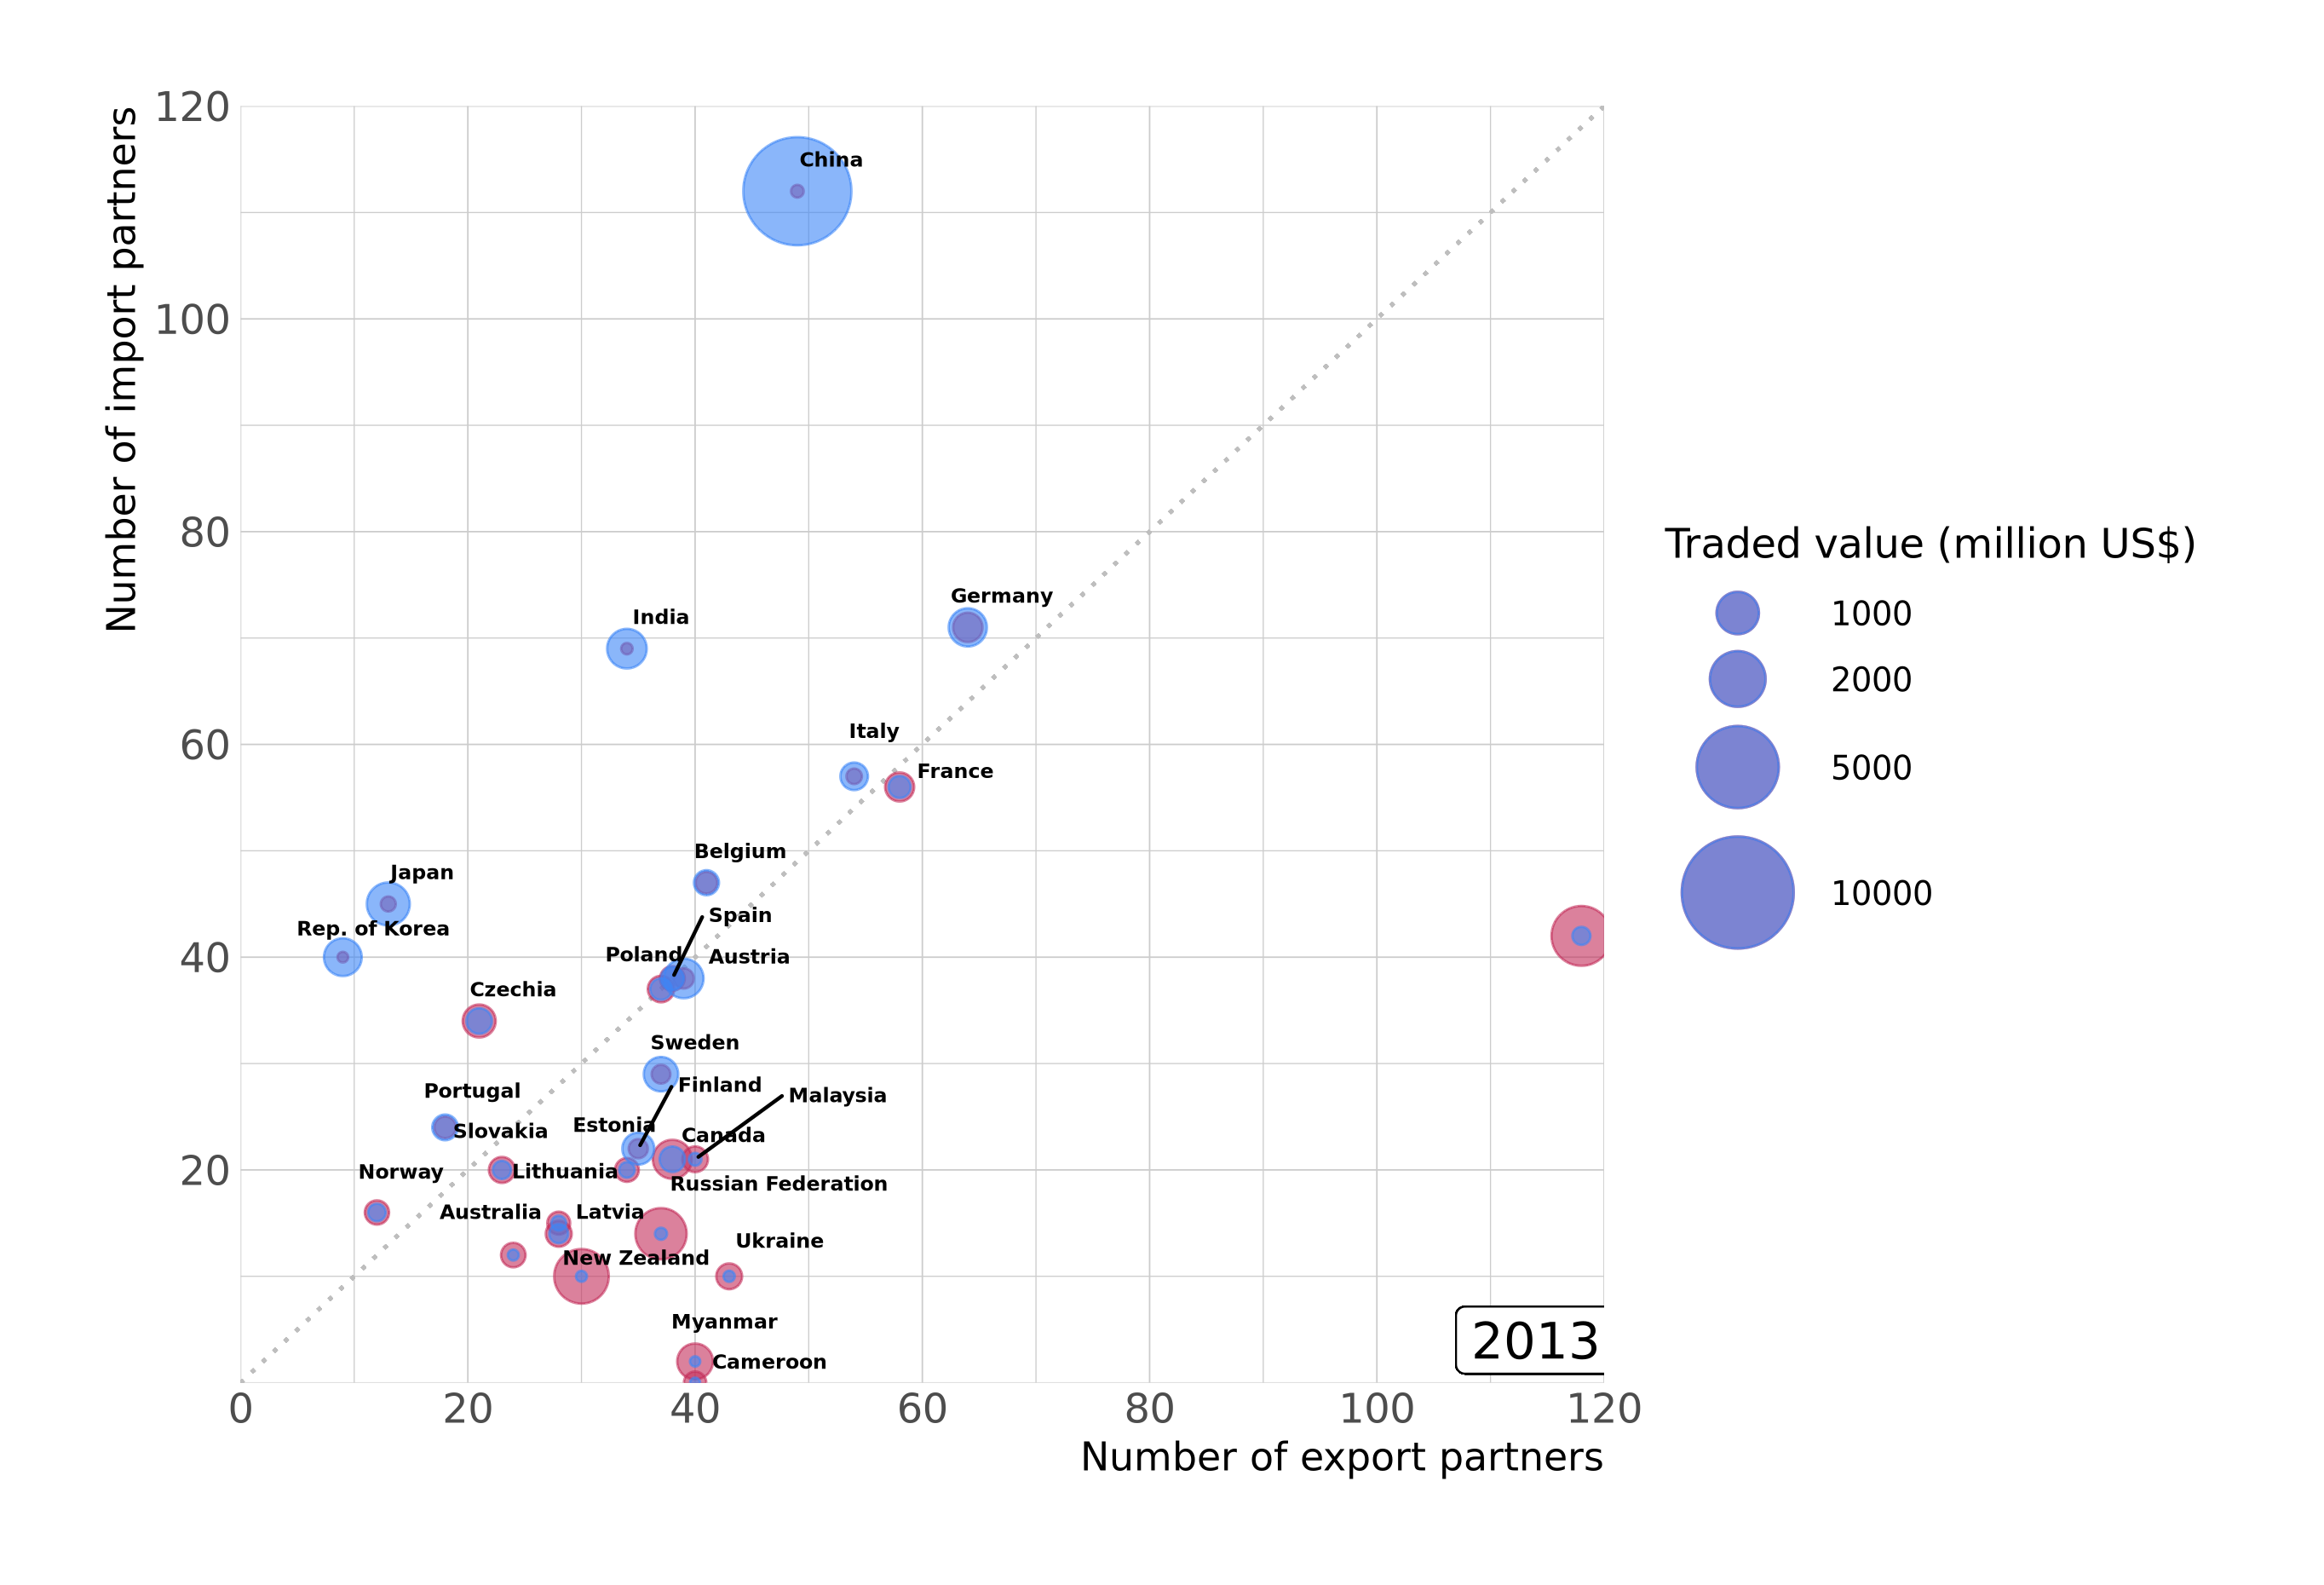 Number of import partners
120
100
80
60
40
20
0
20
40
60
80
100
120
Number of export partners
China
India
Germany
Italy
France
Belgium
Japan
Spain
Rep. of Korea
Poland
Austria
Czechia
Sweden
Finland
Malaysia
Portugal
Estonia
Slovakia
Canada
Norway
Lithuania
Russian Federation
Australia
Latvia
Ukraine
New Zealand
Myanmar
Cameroon
2013
Traded value (million US$)
1000
2000
5000
10000